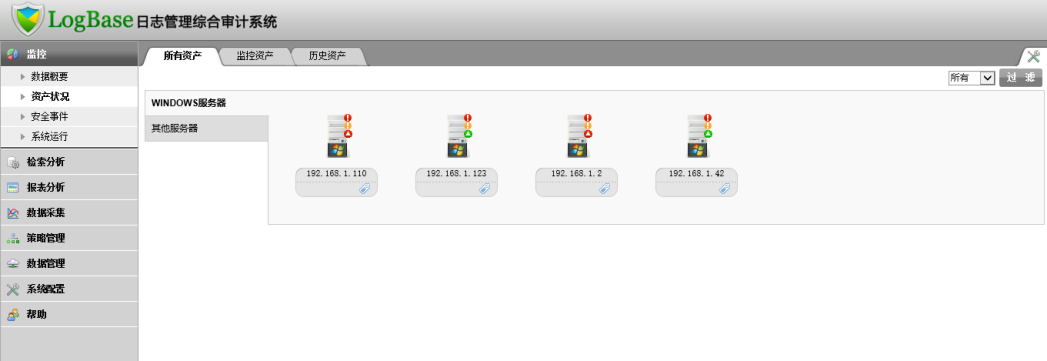 LogBase日志管理综合审计系统
监控
数据概要
资产状况
安全事件
系统运行
检索分析
报表分析
数据采集
策略管理
数据管理
系统配置
帮助
所有资产 监控资产 历史资产
所有 过 滤
WINDOWS服务器
其他服务器
192.168.1.110 192.168.1.123 192.168.1.2 192.168.1.42